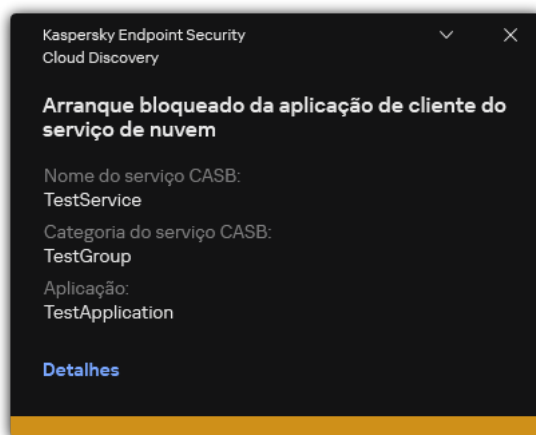 Kaspersky Endpoint Security
Cloud Discovery
Arranque bloqueado da aplicação de cliente do
serviço de nuvem
Nome do serviço CASB:
TestService
Categoria do serviço CASB:
TestGroup
Aplicação:
TestApplication
Detalhes